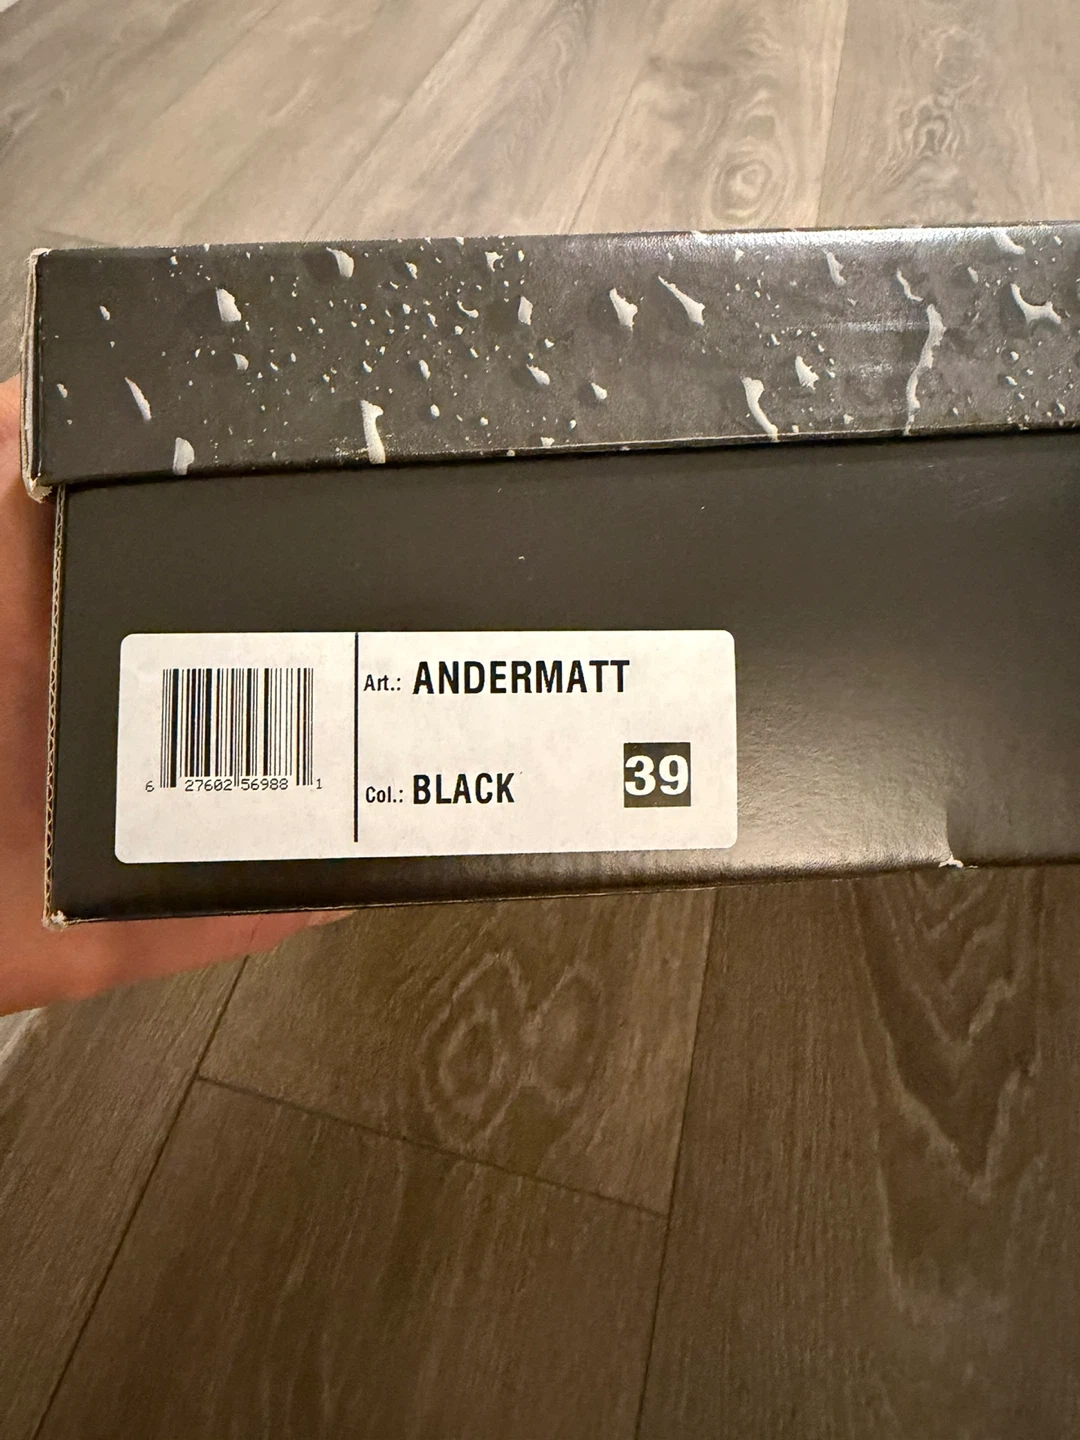 Art.: ANDERMATT
Col.: BLACK
39
6 27602 56988 1